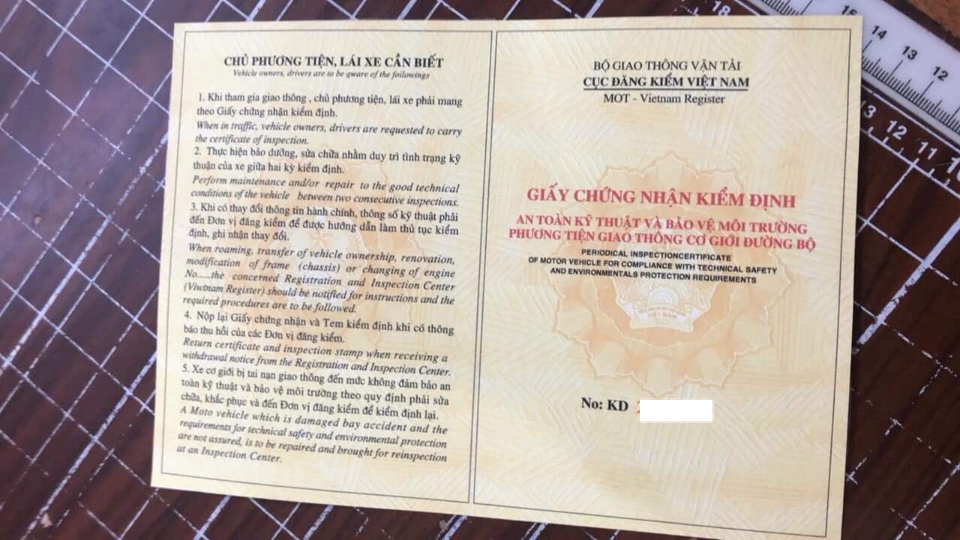 CHỦ PHƯƠNG TIỆN, LÁI XE CẦN BIẾT
Vehicle owners, drivers are to be qware of the followings
1. Khi tham gia giao thông , chủ phương tiện, lái xe phải mang
theo Giấy chứng nhận kiểm định.
When in traffic, vehicle owners, drivers are requested to carry
the certificate of inspection.
2. Thực hiện bảo dưỡng, sửa chữa nhằm duy trì tình trạng kỹ
thuận của xe giữa hai kỳ kiểm định.
Perform maintenance and/or repair to the good technical
conditions of the vehicle between two consecutive inspections.
3. Khi có thay đổi thông tin hành chính, thông số kỹ thuật phải
đến Đơn vị đăng kiểm để được hướng dẫn làm thủ tục kiểm
định, ghi nhận thay đổi.
When roaming, transfer of vehicle ownership, renovation,
modification of frame (chassis) or changing of engine
No.....the concerned Registration and Inspection Center
(Viwtnam Register) should be notified for instructions and the
required procedures are to be followed.
4. Nộp lại Giấy chứng nhận và Tem kiểm định khi có thông
báo thu hồi của các Đơn vị đăng kiểm.
Return certificate and inspection stamp when receiving a
withdrawal notice from the Registration and Inspection Center.
5. Xe cơ giới bị tai nạn giao thông đến mức không đảm bảo an
toàn kỹ thuật và bảo vệ môi trường theo quy định phải sửa
chữa, khắc phục và đến Đơn vị đăng kiểm để kiểm định lại.
A Moto vehicle which is damaged bay accident and the
requirements for technical safety and environmental protection
are not assured, is to be repaired and brought for reinspection
at an Inspection Center.
BỘ GIAO THÔNG VẬN TẢI
CỤC ĐĂNG KIỂM VIỆT NAM
MOT - Vietnam Register
GIẤY CHỨNG NHẬN KIỂM ĐỊNH
AN TOÀN KỸ THUẬT VÀ BẢO VỆ MÔI TRƯỜNG
PHƯƠNG TIỆN GIAO THÔNG CƠ GIỚI ĐƯỜNG BỘ
PERIODICAL INSPECTIONCERTIFICATE
OF MOTOR VEHICLE FOR COMPLIANCE WITH TECHNICAL SAFETY
AND ENVIRONMENTALS PROTECTION REQUIREMENTS
VIỆT NAM
No: KD
14 13 12
13 12 11 10